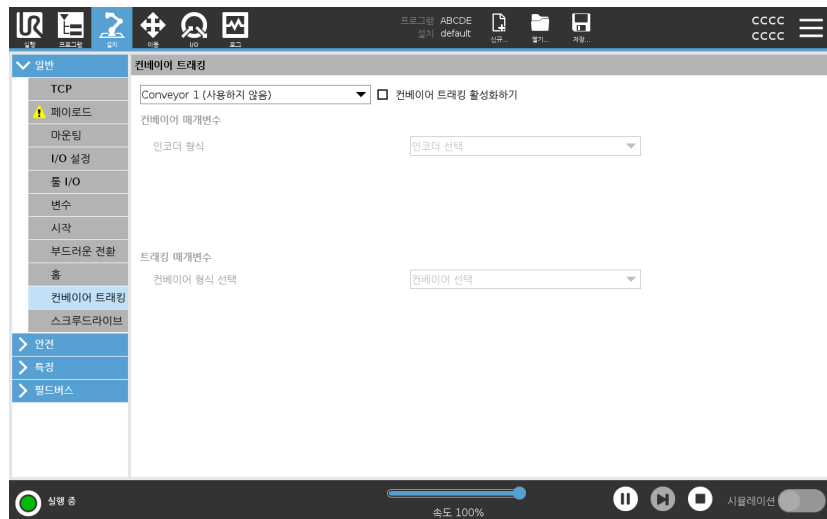 UR
프로그램 ABCDE
설치 default
cccc
cccc
실행
프로그램
설치
이동
I/O
로그
신규...
열기...
저장...
일반
컨베이어 트래킹
TCP
페이로드
마운팅
I/O 설정
툴 I/O
변수
시작
부드러운 전환
홈
컨베이어 트래킹
스크루드라이브
안전
특징
필드버스
Conveyor 1 (사용하지 않음)
컨베이어 트래킹 활성화하기
컨베이어 매개변수
인코더 형식
인코더 선택
트래킹 매개변수
컨베이어 형식 선택
컨베이어 선택
실행 중
속도 100%
시뮬레이션